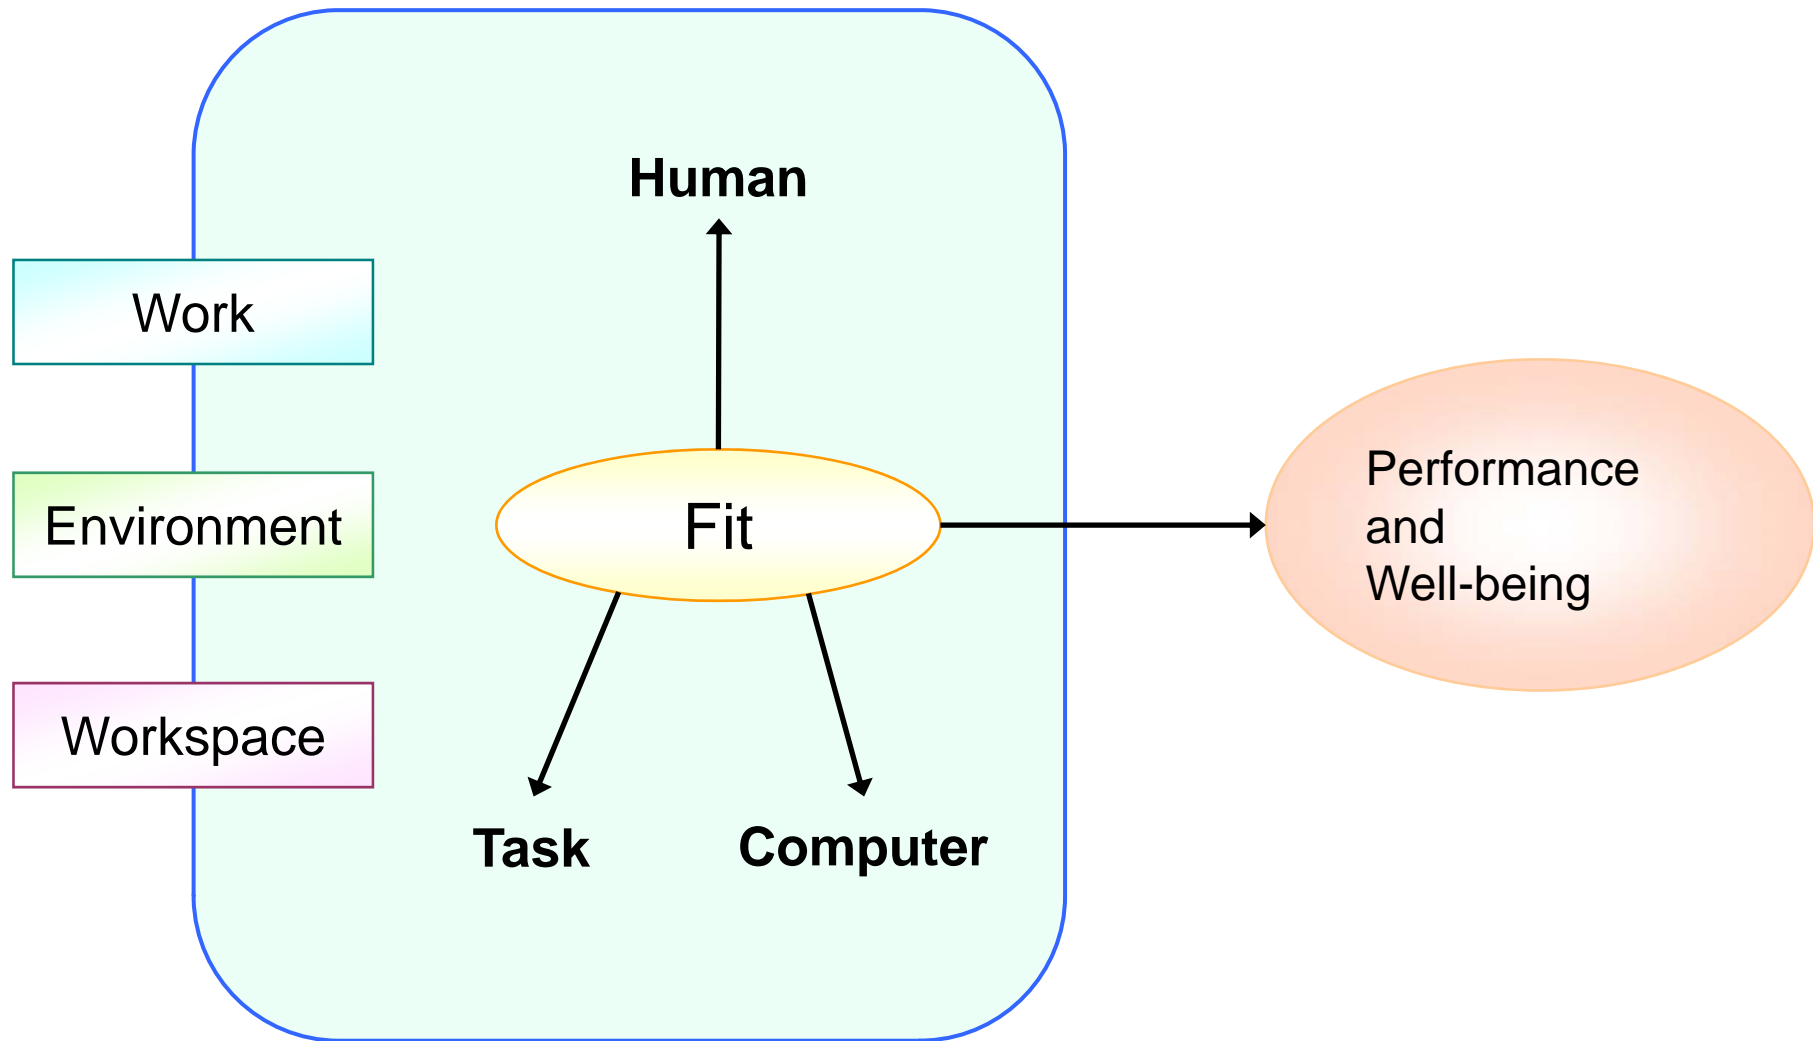 Human
Work
Environment
Workspace
Fit
Task
Computer
Performance
and
Well-being